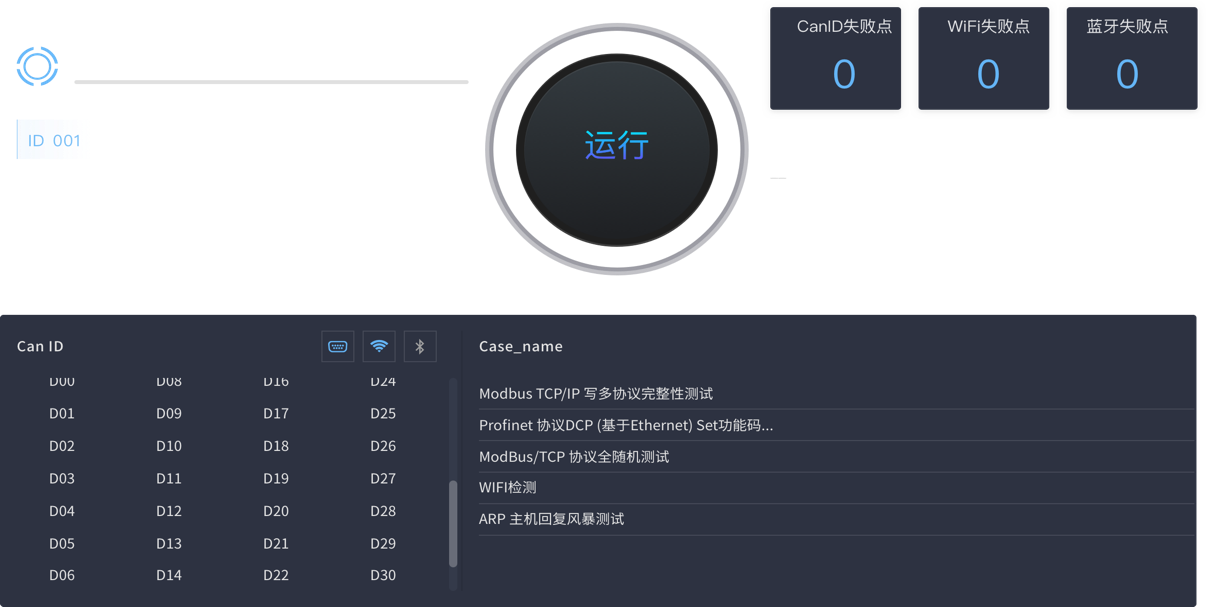 CanID失败点 WiFi失败点 蓝牙失败点
0 0 0
ID 001
运行
Can ID
D00 D08 D16 D24
D01 D09 D17 D25
D02 D10 D18 D26
D03 D11 D19 D27
D04 D12 D20 D28
D05 D13 D21 D29
D06 D14 D22 D30
Case_name
Modbus TCP/IP 写多协议完整性测试
Profinet 协议DCP (基于Ethernet) Set功能码...
ModBus/TCP 协议全随机测试
WIFI检测
ARP 主机回复风暴测试